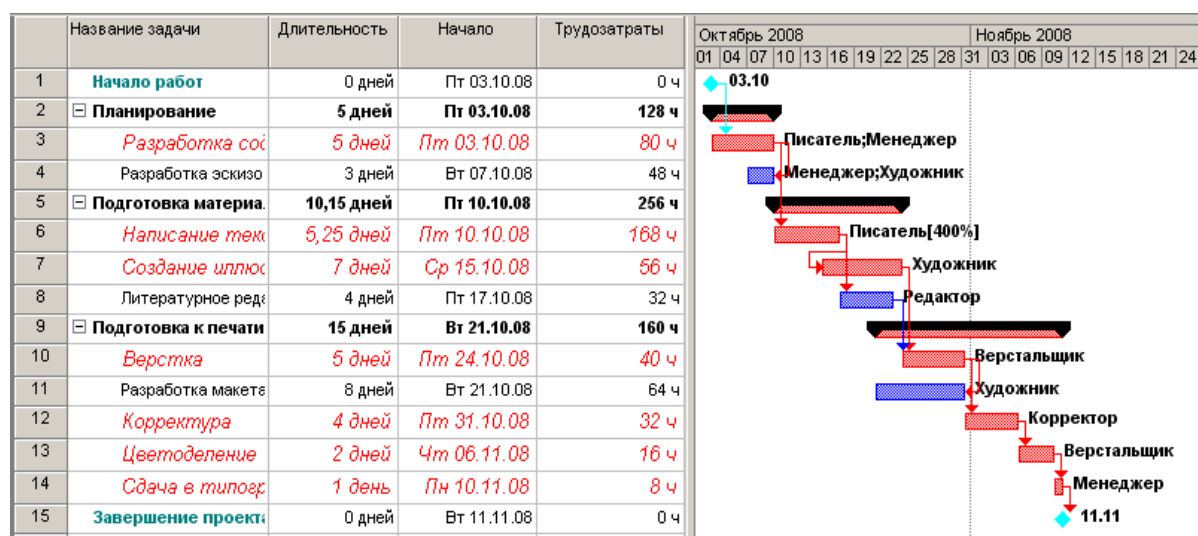 Название задачи Длительность Начало Трудозатраты Октябрь 2008 Ноябрь 2008
01 04 07 10 13 16 19 22 25 28 31 03 06 09 12 15 18 21 24
1 Начало работ 0 дней Пт 03.10.08 0 ч 03.10
2 Планирование 5 дней Пт 03.10.08 128 ч
3 Разработка сод 5 дней Пт 03.10.08 80 ч Писатель;Менеджер
4 Разработка эскизо 3 дней Вт 07.10.08 48 ч Менеджер;Художник
5 Подготовка материа. 10,15 дней Пт 10.10.08 256 ч
6 Написание текс 5,25 дней Пт 10.10.08 168 ч Писатель[400%]
7 Создание иллюс 7 дней Ср 15.10.08 56 ч Художник
8 Литературное реда 4 дней Пт 17.10.08 32 ч Редактор
9 Подготовка к печати 15 дней Вт 21.10.08 160 ч
10 Верстка 5 дней Пт 24.10.08 40 ч Верстальщик
11 Разработка макета 8 дней Вт 21.10.08 64 ч Художник
12 Корректура 4 дней Пт 31.10.08 32 ч Корректор
13 Цветоделение 2 дней Чт 06.11.08 16 ч Верстальщик
14 Сдача в типогр 1 день Пн 10.11.08 8 ч Менеджер
15 Завершение проекта 0 дней Вт 11.11.08 0 ч 11.11